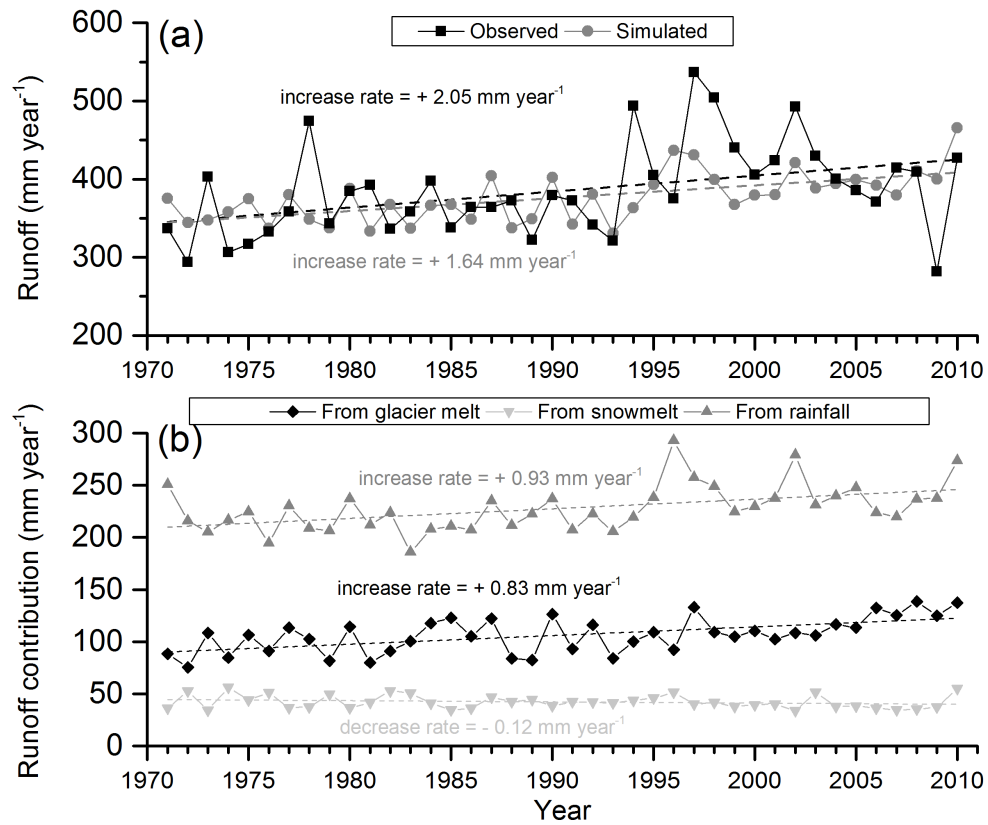 (a)
Observed Simulated
600
500
400
300
200
Runoff (mm year⁻¹)
increase rate = + 2.05 mm year⁻¹
increase rate = + 1.64 mm year⁻¹
1970 1975 1980 1985 1990 1995 2000 2005 2010
(b)
From glacier melt From snowmelt From rainfall
300
250
200
150
100
50
0
Runoff contribution (mm year⁻¹)
increase rate = + 0.93 mm year⁻¹
increase rate = + 0.83 mm year⁻¹
decrease rate = - 0.12 mm year⁻¹
1970 1975 1980 1985 1990 1995 2000 2005 2010
Year